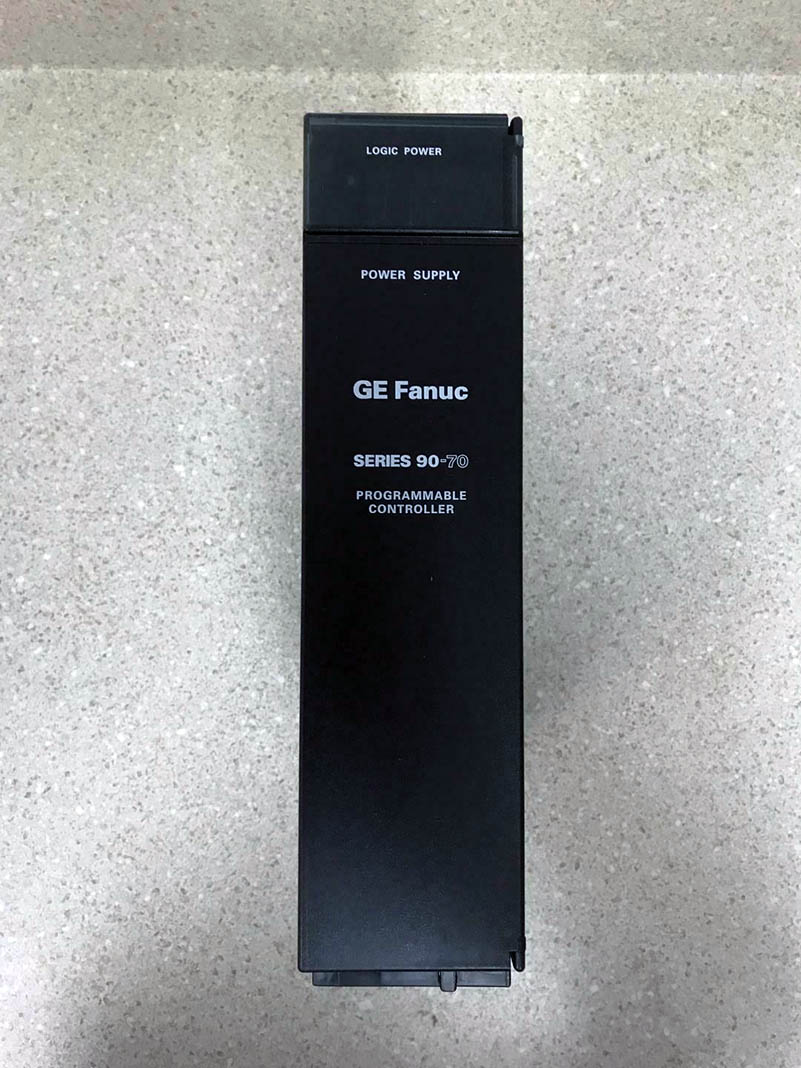 LOGIC POWER
POWER SUPPLY
GE Fanuc
SERIES 90-70
PROGRAMMABLE
CONTROLLER